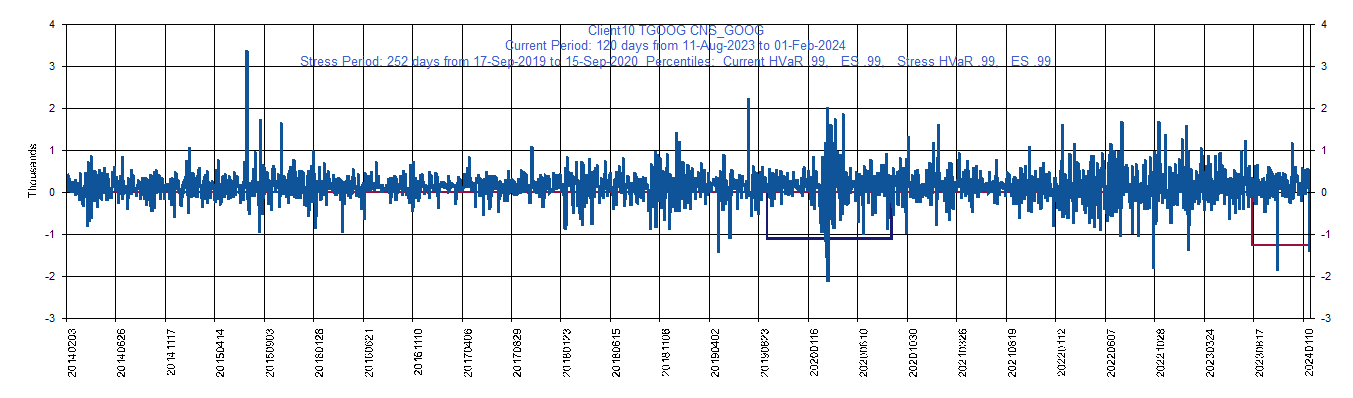 Client10 TGOOG CNS_GOOG
Current Period: 120 days from 11-Aug-2023 to 01-Feb-2024
Stress Period: 252 days from 17-Sep-2019 to 15-Sep-2020 Percentiles: Current HVaR .99, ES .99, Stress HVaR .99, ES .99
4 4
3 3
2 2
1 1
Thousands
0 0
-1 -1
-2 -2
-3 -3
20140203 20140626 20141117 20150414 20150903 20160128 20160621 20161110 20170406 20170829 20180123 20180615 20181108 20190402 20190823 20200116 20200610 20201030 20210326 20210819 20220112 20220607 20221028 20230324 20230817 20240110